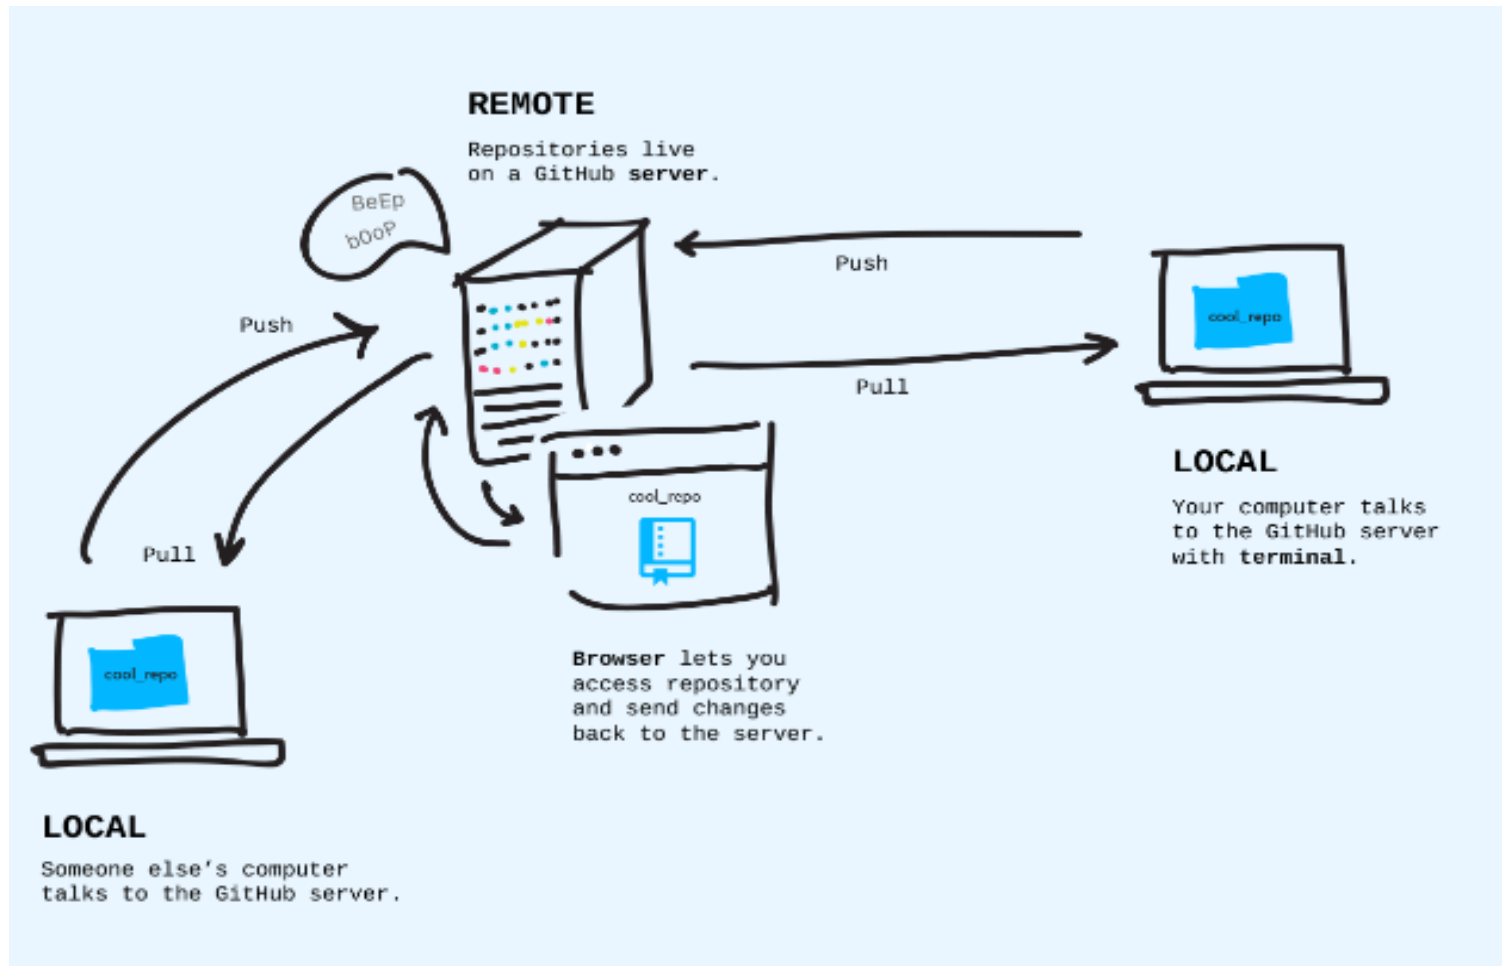 REMOTE
Repositories live
on a GitHub server.
BeEp
bOoP
Push
Push
Pull
cool_repo
cool_repo
LOCAL
Your computer talks
to the GitHub server
with terminal.
Pull
cool_repo
Browser lets you
access repository
and send changes
back to the server.
LOCAL
Someone else’s computer
talks to the GitHub server.